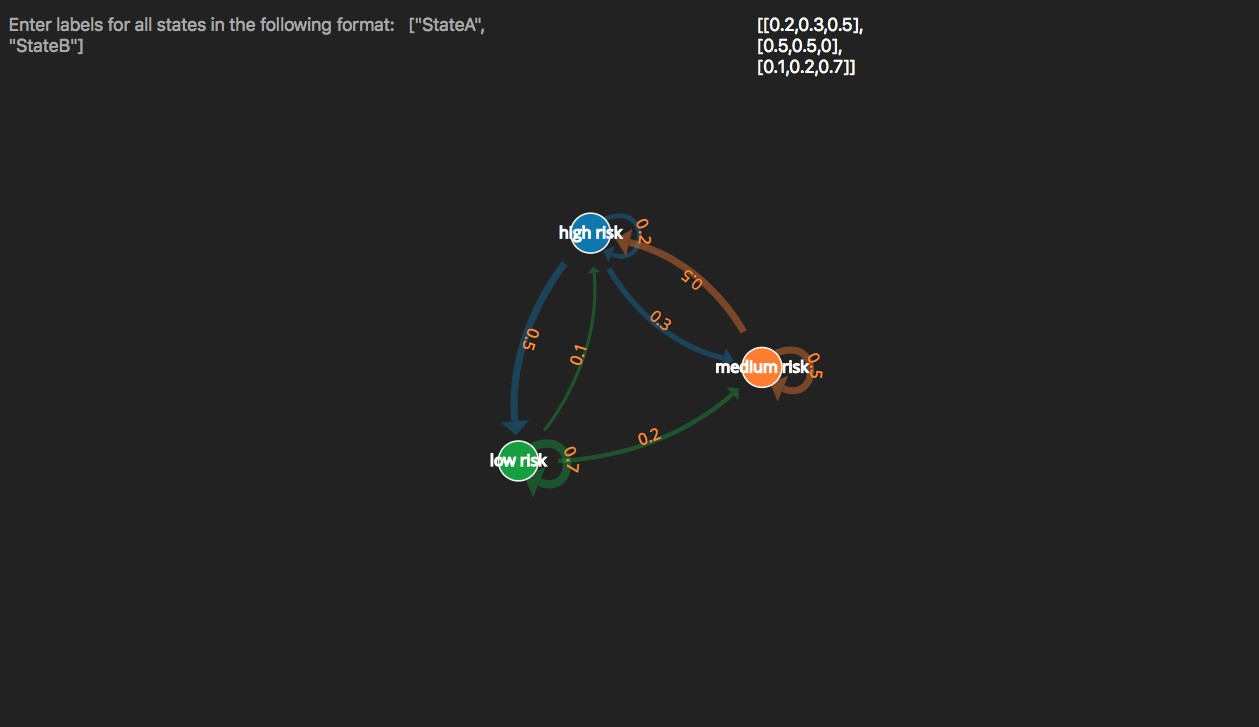 Enter labels for all states in the following format: ["StateA",
"StateB"]
[[0.2,0.3,0.5],
[0.5,0.5,0],
[0.1,0.2,0.7]]
high risk
0.2
0.5
0.3
0.5
0.1
medium risk
0.5
0.2
low risk
0.7